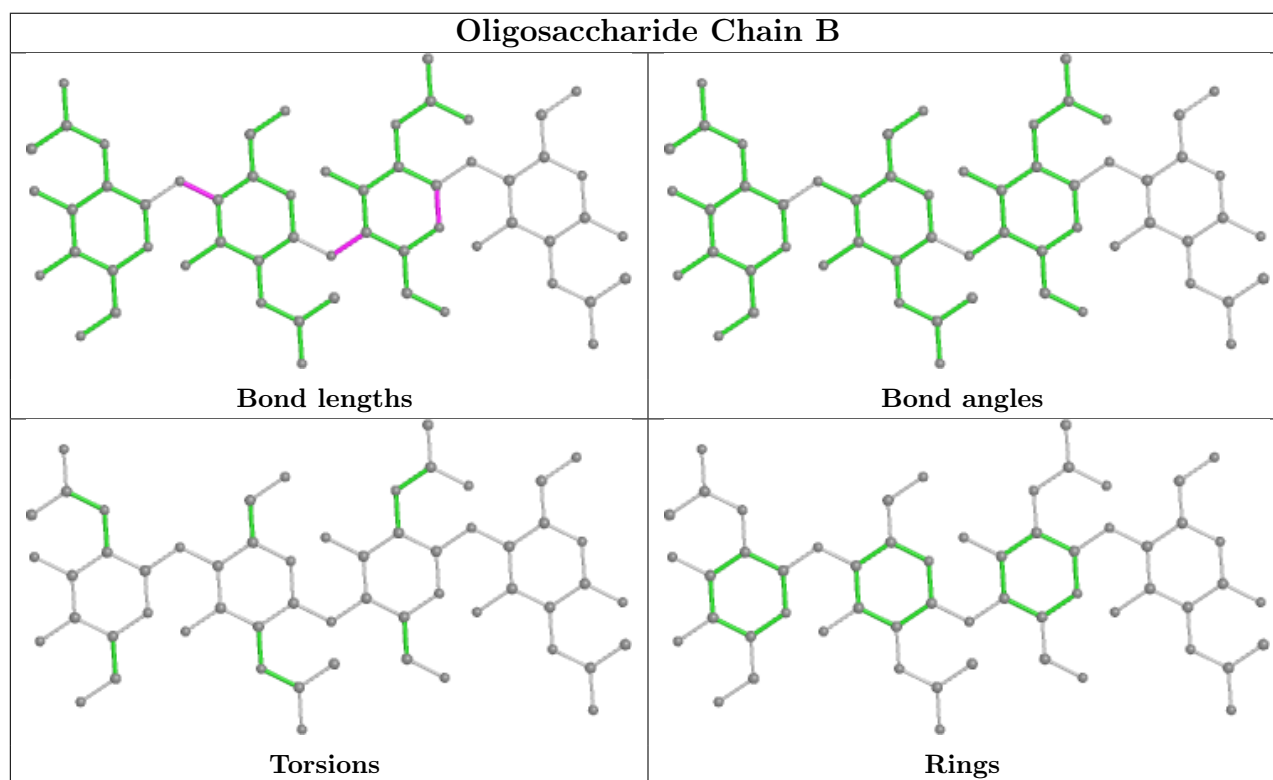 Oligosaccharide Chain B
Bond lengths
Bond angles
Torsions
Rings